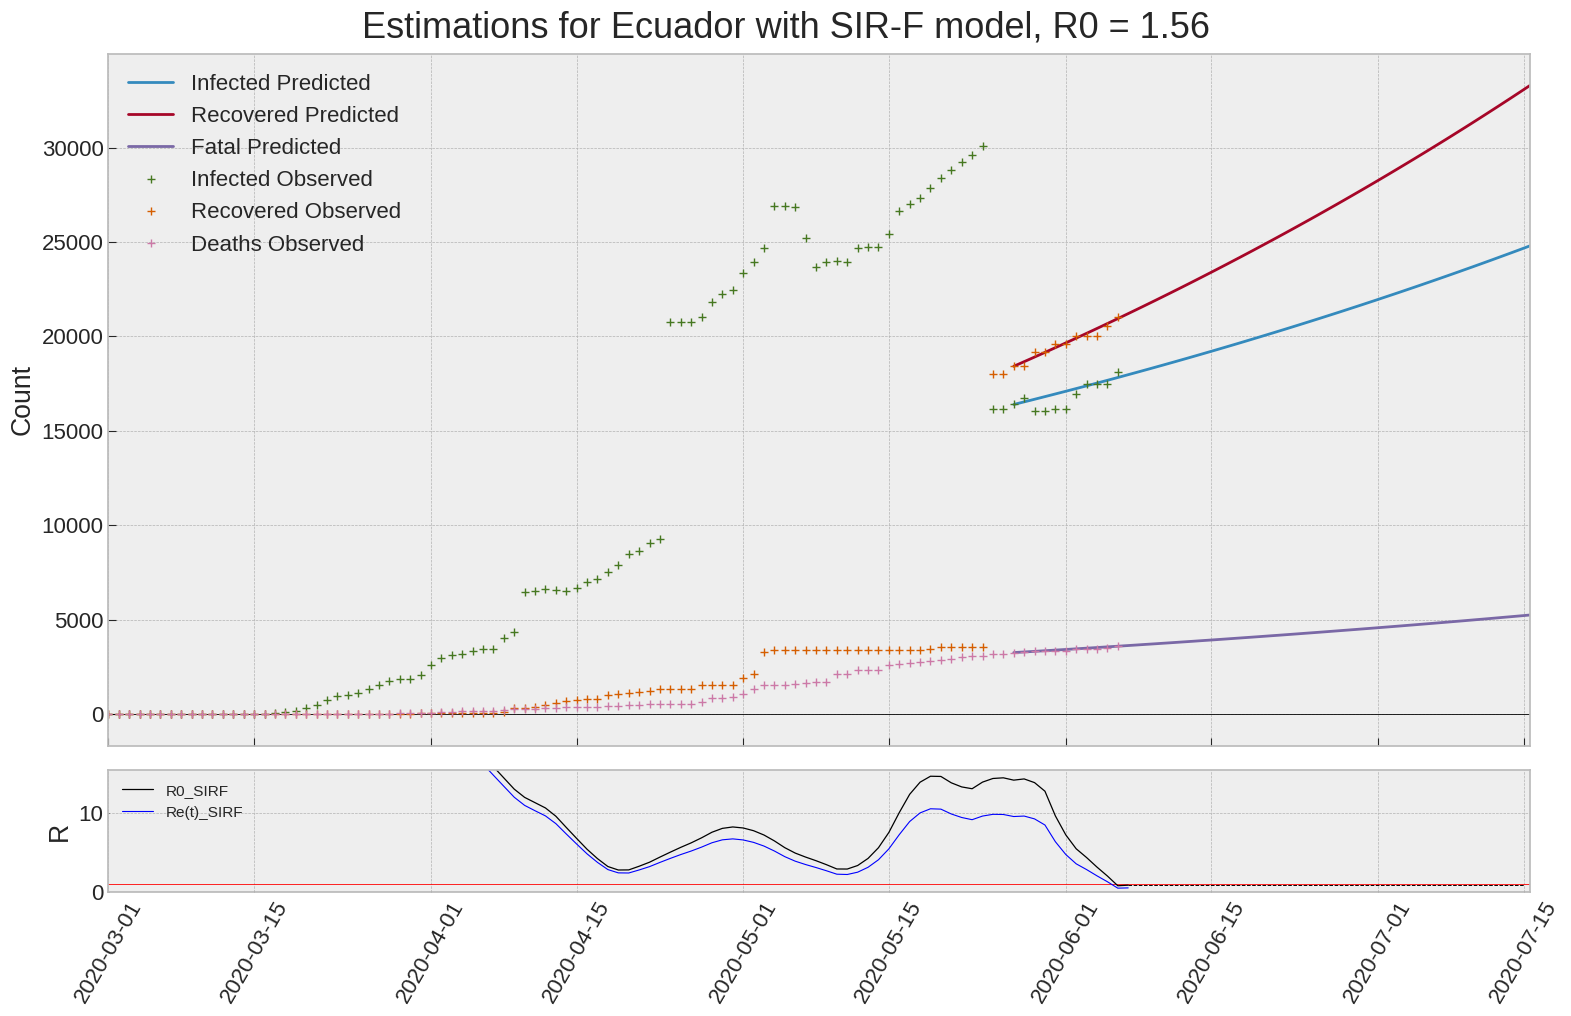 Estimations for Ecuador with SIR-F model, R0 = 1.56
Infected Predicted
Recovered Predicted
Fatal Predicted
Infected Observed
Recovered Observed
Deaths Observed
30000
25000
20000
15000
10000
5000
0
Count
R0_SIRF
Re(t)_SIRF
10
0
R
2020-03-01
2020-03-15
2020-04-01
2020-04-15
2020-05-01
2020-05-15
2020-06-01
2020-06-15
2020-07-01
2020-07-15